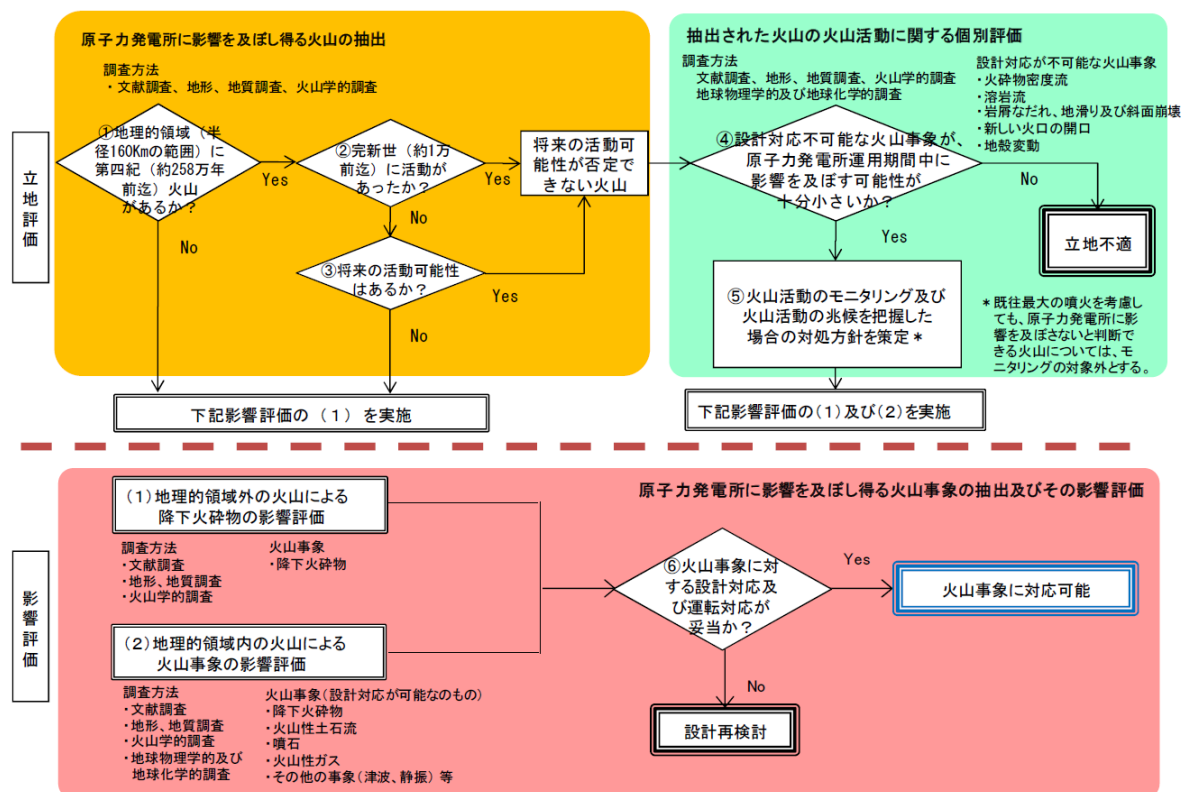 原子力発電所に影響を及ぼし得る火山の抽出
調査方法
・文献調査、地形、地質調査、火山学的調査
①地理的領域(半
径160Kmの範囲)に
第四紀(約258万年
前迄)火山
があるか?
Yes
No
②完新世(約1万
前迄)に活動が
あったか?
Yes
No
③将来の活動可能性
はあるか?
Yes
No
将来の活動可
能性が否定で
きない火山
下記影響評価の (1) を実施
立地評価
抽出された火山の火山活動に関する個別評価
調査方法
文献調査、地形、地質調査、火山学的調査
地球物理学的及び地球化学的調査
設計対応が不可能な火山事象
・火砕物密度流
・溶岩流
・岩屑なだれ、地滑り及び斜面崩壊
・新しい火口の開口
・地殻変動
④設計対応不可能な火山事象が、
原子力発電所運用期間中に
影響を及ぼす可能性が
十分小さいか?
No
Yes
立地不適
⑤火山活動のモニタリング及び
火山活動の兆候を把握した
場合の対処方針を策定*
*既往最大の噴火を考慮し
ても、原子力発電所に影
響を及ぼさないと判断で
きる火山については、モ
ニタリングの対象外とする。
下記影響評価の(1)及び(2)を実施
影響評価
原子力発電所に影響を及ぼし得る火山事象の抽出及びその影響評価
(1)地理的領域外の火山による
降下火砕物の影響評価
調査方法
・文献調査
・地形、地質調査
・火山学的調査
火山事象
・降下火砕物
(2)地理的領域内の火山による
火山事象の影響評価
調査方法
・文献調査
・地形、地質調査
・火山学的調査
・地球物理学的及び
地球化学的調査
火山事象(設計対応が可能なのもの)
・降下火砕物
・火山性土石流
・噴石
・火山性ガス
・その他の事象(津波、静振)等
⑥火山事象に対
する設計対応及
び運転対応が
妥当か?
Yes
No
火山事象に対応可能
設計再検討